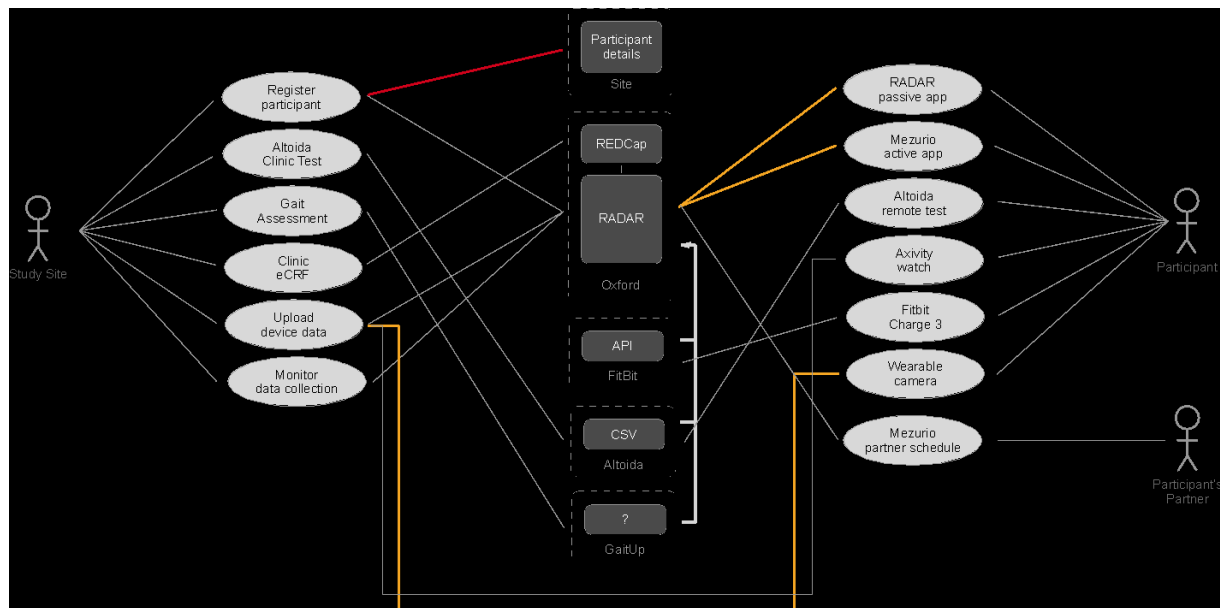 Participant
details
Site
Register
participant
Altoida
Clinic Test
Gait
Assessment
Clinic
eCRF
Upload
device data
Monitor
data collection
Study Site
REDCap
RADAR
Oxford
API
FitBit
CSV
Altoida
?
GaitUp
RADAR
passive app
Mezurio
active app
Altoida
remote test
Axivity
watch
Fitbit
Charge 3
Wearable
camera
Mezurio
partner schedule
Participant
Participant's
Partner